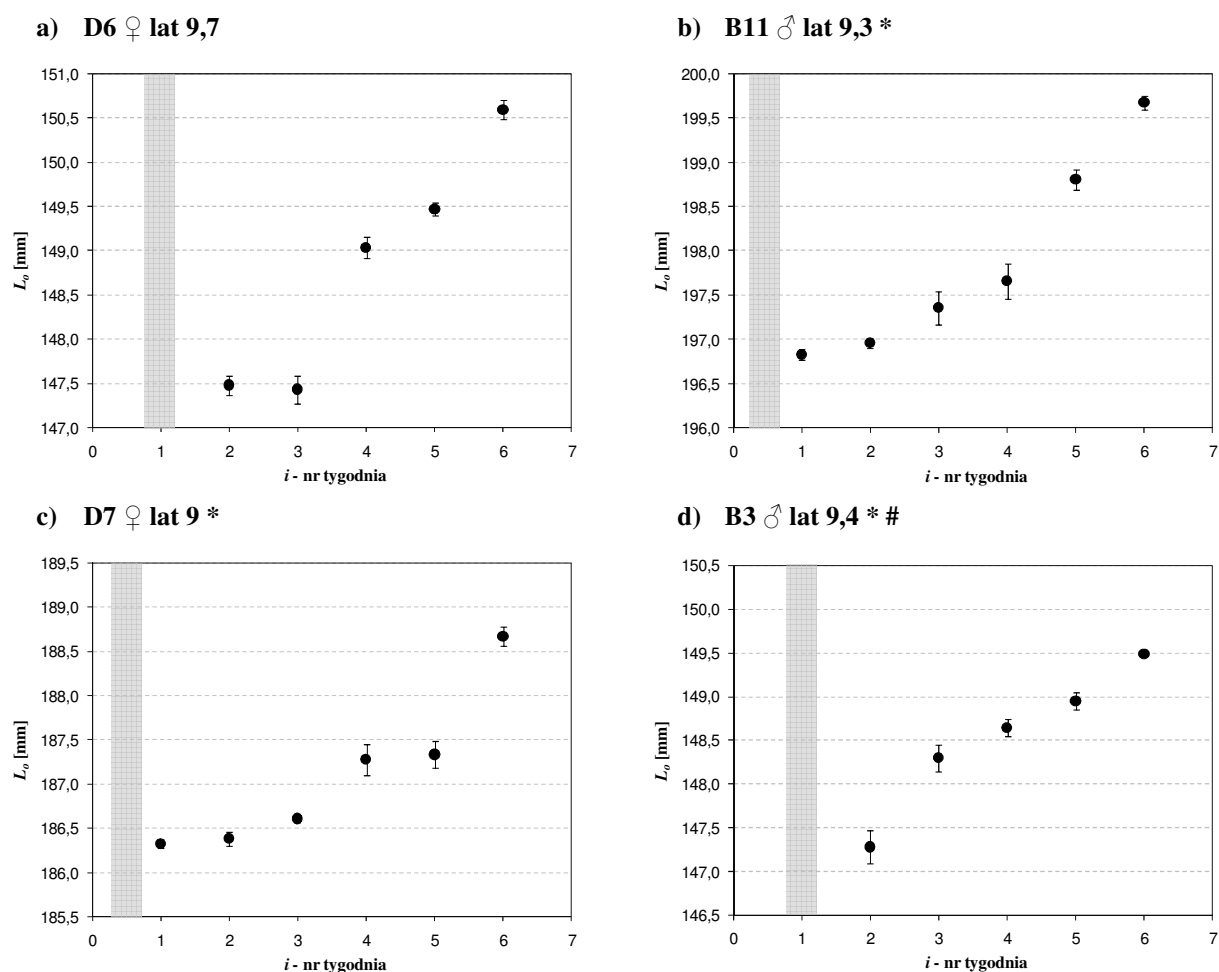 a) D6 ♀ lat 9,7
151,0
150,5
150,0
149,5
149,0
148,5
148,0
147,5
147,0
L₀ [mm]
0 1 2 3 4 5 6 7
i - nr tygodnia
b) B11 ♂ lat 9,3 *
200,0
199,5
199,0
198,5
198,0
197,5
197,0
196,5
196,0
L₀ [mm]
0 1 2 3 4 5 6 7
i - nr tygodnia
c) D7 ♀ lat 9 *
189,5
189,0
188,5
188,0
187,5
187,0
186,5
186,0
185,5
L₀ [mm]
0 1 2 3 4 5 6 7
i - nr tygodnia
d) B3 ♂ lat 9,4 * #
150,5
150,0
149,5
149,0
148,5
148,0
147,5
147,0
146,5
L₀ [mm]
0 1 2 3 4 5 6 7
i - nr tygodnia